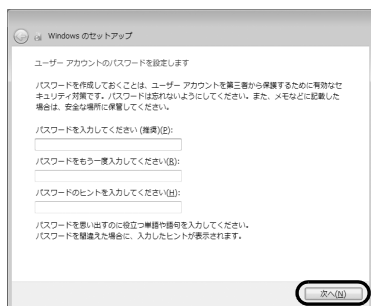 Windows のセットアップ
ユーザー アカウントのパスワードを設定します
パスワードを作成しておくことは、ユーザー アカウントを第三者から保護するために有効なセ
キュリティ対策です。パスワードは忘れないようにしてください。また、メモなどに記載した
場合は、安全な場所に保管してください。
パスワードを入力してください (推奨)(P):
パスワードをもう一度入力してください(R):
パスワードのヒントを入力してください(H):
パスワードを思い出すのに役立つ単語や語句を入力してください。
パスワードを間違えた場合に、入力したヒントが表示されます。
次へ(N)